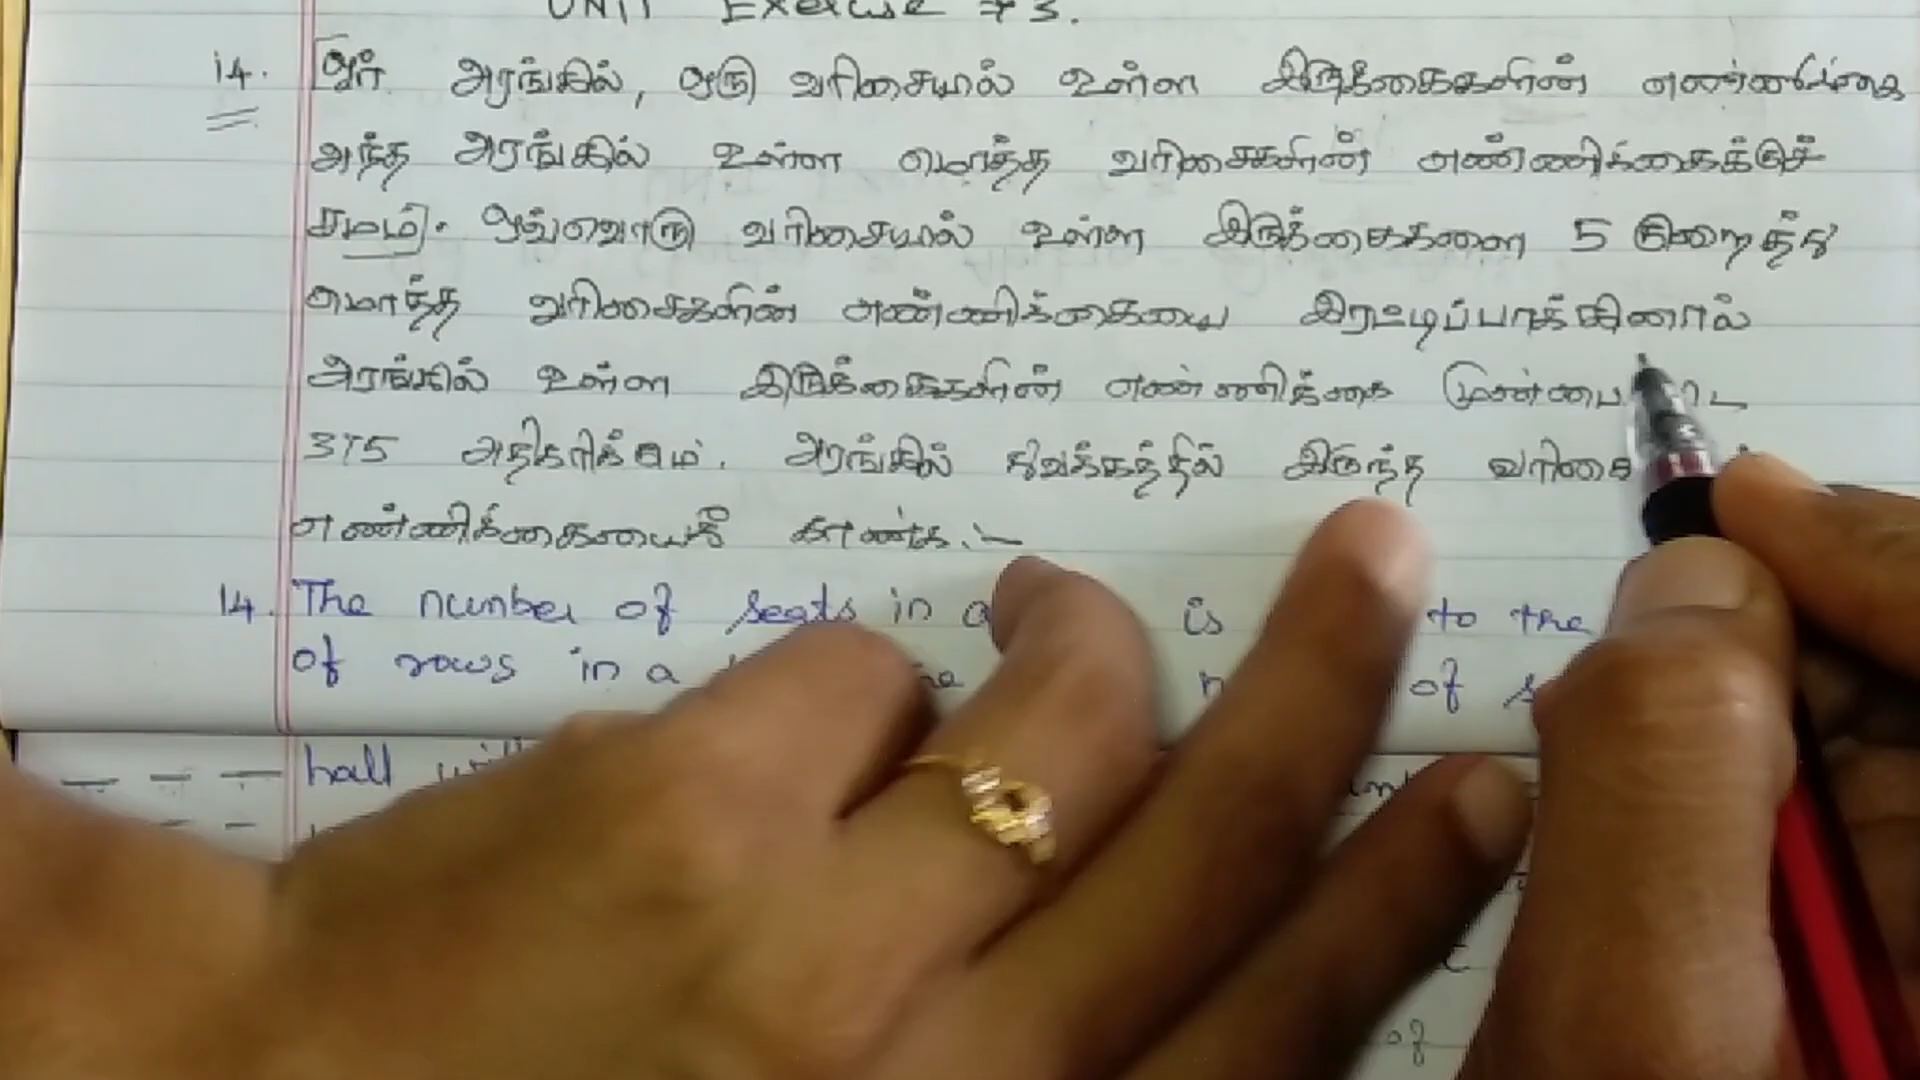 UNIT Exercise #3.
14. ஓர் அரங்கில், ஒரு வரிசையில் உள்ள இருக்கைகளின் எண்ணிக்கை
அந்த அரங்கில் உள்ள மொத்த வரிசைகளின் எண்ணிக்கைக்குச்
சமம். ஒவ்வொரு வரிசையில் உள்ள இருக்கைகளை 5 குறைத்து
மொத்த வரிசைகளின் எண்ணிக்கையை இரட்டிப்பாக்கினால்
அரங்கில் உள்ள இருக்கைகளின் எண்ணிக்கை
375 அதிகரிக்கும். அரங்கில் துவக்கத்தில் இருந்த
எண்ணிக்கையைக் காண்க.
14. The number of seats in a is to the
of rows in a of
hall
of